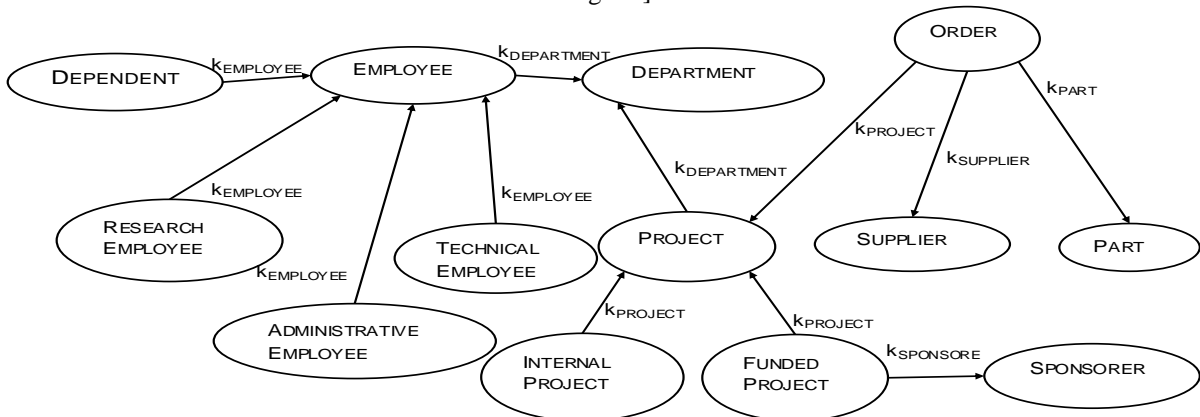 DEPENDENT
kEMPLOYEE
EMPLOYEE
kDEPARTMENT
DEPARTMENT
ORDER
kPROJECT
kSUPPLIER
kPART
kDEPARTMENT
kEMPLOYEE
kEMPLOYEE
kEMPLOYEE
RESEARCH
EMPLOYEE
TECHNICAL
EMPLOYEE
PROJECT
SUPPLIER
PART
ADMINISTRATIVE
EMPLOYEE
kPROJECT
kPROJECT
INTERNAL
PROJECT
FUNDED
PROJECT
kSPONSORE
SPONSORER